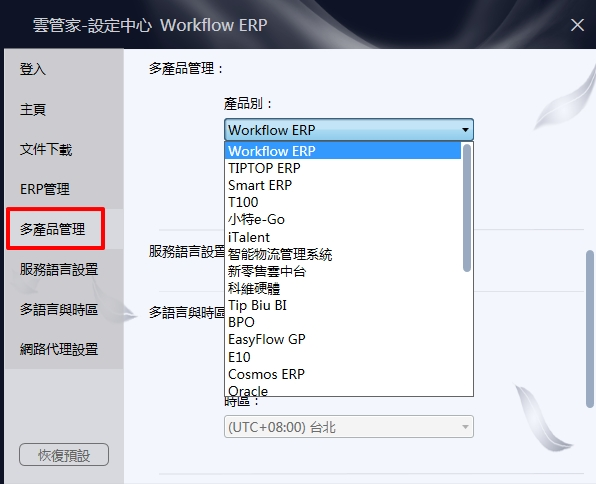 雲管家-設定中心 Workflow ERP
登入
主頁
文件下載
ERP管理
多產品管理
服務語言設置
多語言與時區
網路代理設置
恢復預設
多產品管理：
產品別：
Workflow ERP
Workflow ERP
TIPTOP ERP
Smart ERP
T100
小特e-Go
iTalent
智能物流管理系統
新零售雲中台
科維硬體
Tip Biu BI
BPO
EasyFlow GP
E10
Cosmos ERP
Oracle
服務語言設置
多語言與時區
時區：
(UTC+08:00) 台北